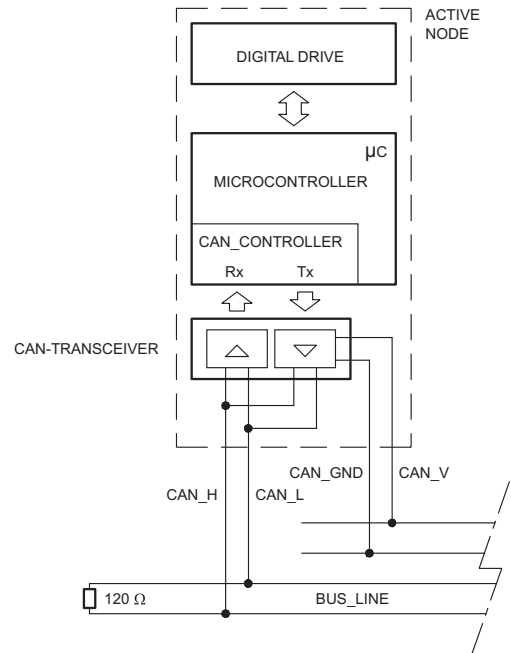 ACTIVE
NODE
DIGITAL DRIVE
µC
MICROCONTROLLER
CAN_CONTROLLER
Rx Tx
CAN-TRANSCEIVER
CAN_GND CAN_V
CAN_H CAN_L
120 Ω BUS_LINE